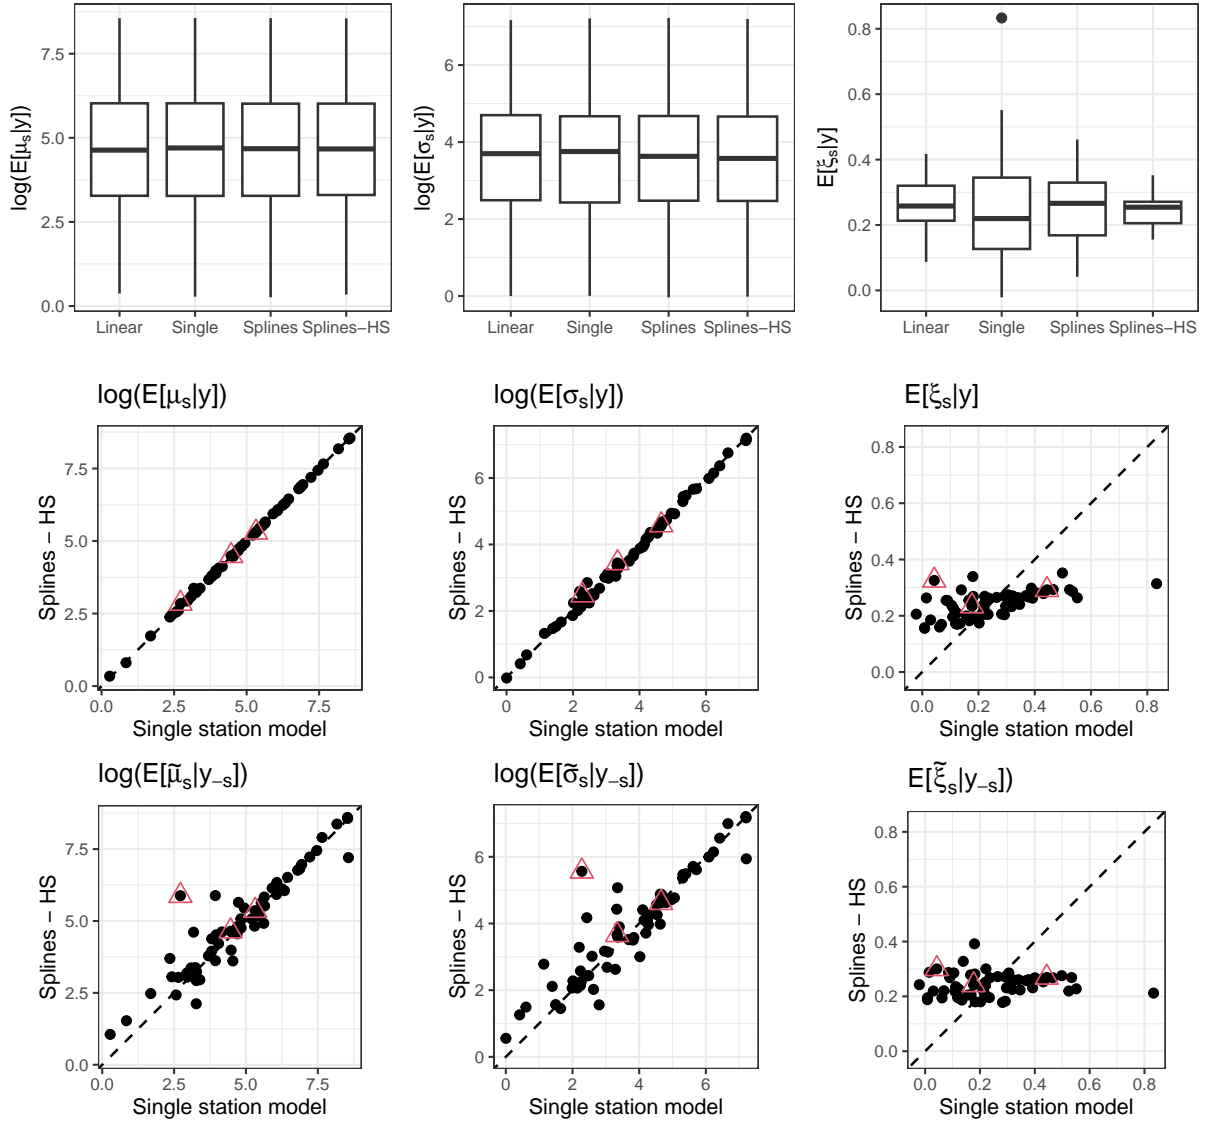 log(E[μs|y])
7.5
5.0
2.5
0.0
Linear Single Splines Splines−HS
log(E[σs|y])
6
4
2
0
Linear Single Splines Splines−HS
E[ξs|y]
0.8
0.6
0.4
0.2
0.0
Linear Single Splines Splines−HS
log(E[μs|y])
Splines − HS
7.5
5.0
2.5
0.0
0.0 2.5 5.0 7.5
Single station model
log(E[σs|y])
Splines − HS
6
4
2
0
0 2 4 6
Single station model
E[ξs|y]
Splines − HS
0.8
0.6
0.4
0.2
0.0
0.0 0.2 0.4 0.6 0.8
Single station model
log(E[μ̃s|y−s])
Splines − HS
7.5
5.0
2.5
0.0
0.0 2.5 5.0 7.5
Single station model
log(E[σ̃s|y−s])
Splines − HS
6
4
2
0
0 2 4 6
Single station model
E[ξ̃s|y−s])
Splines − HS
0.8
0.6
0.4
0.2
0.0
0.0 0.2 0.4 0.6 0.8
Single station model